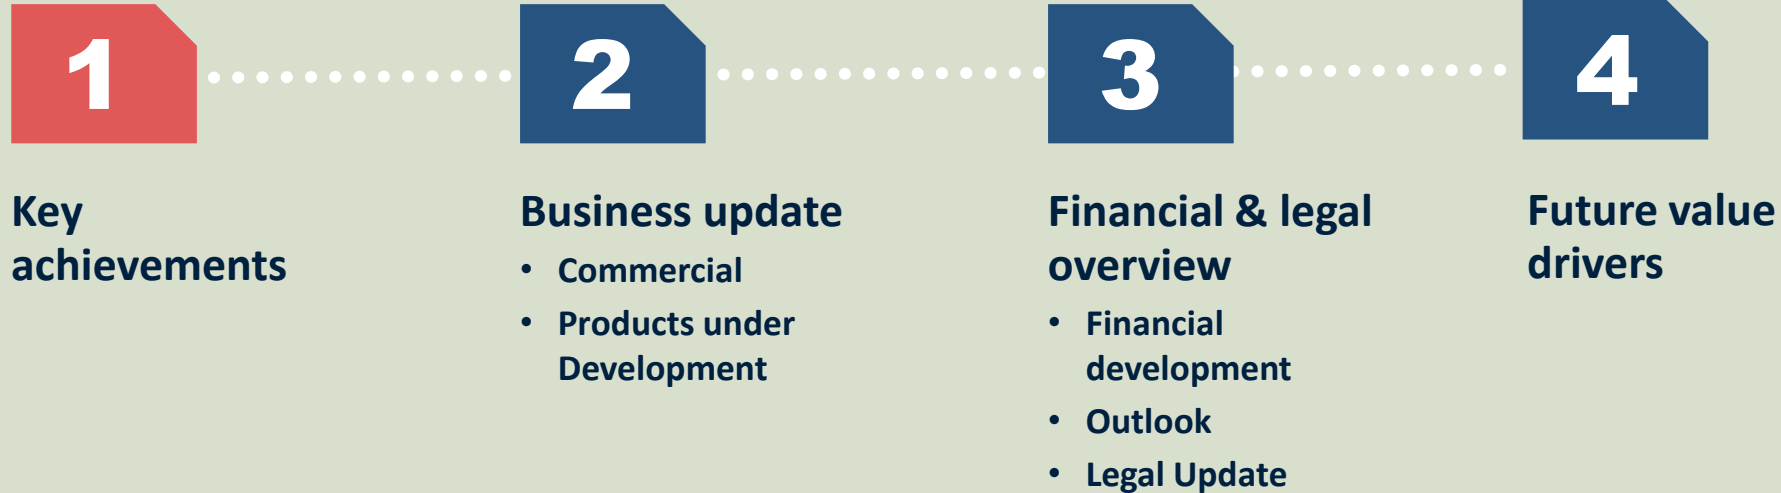 1
Key
achievements
2
Business update
• Commercial
• Products under
Development
3
Financial & legal
overview
• Financial
development
• Outlook
• Legal Update
4
Future value
drivers